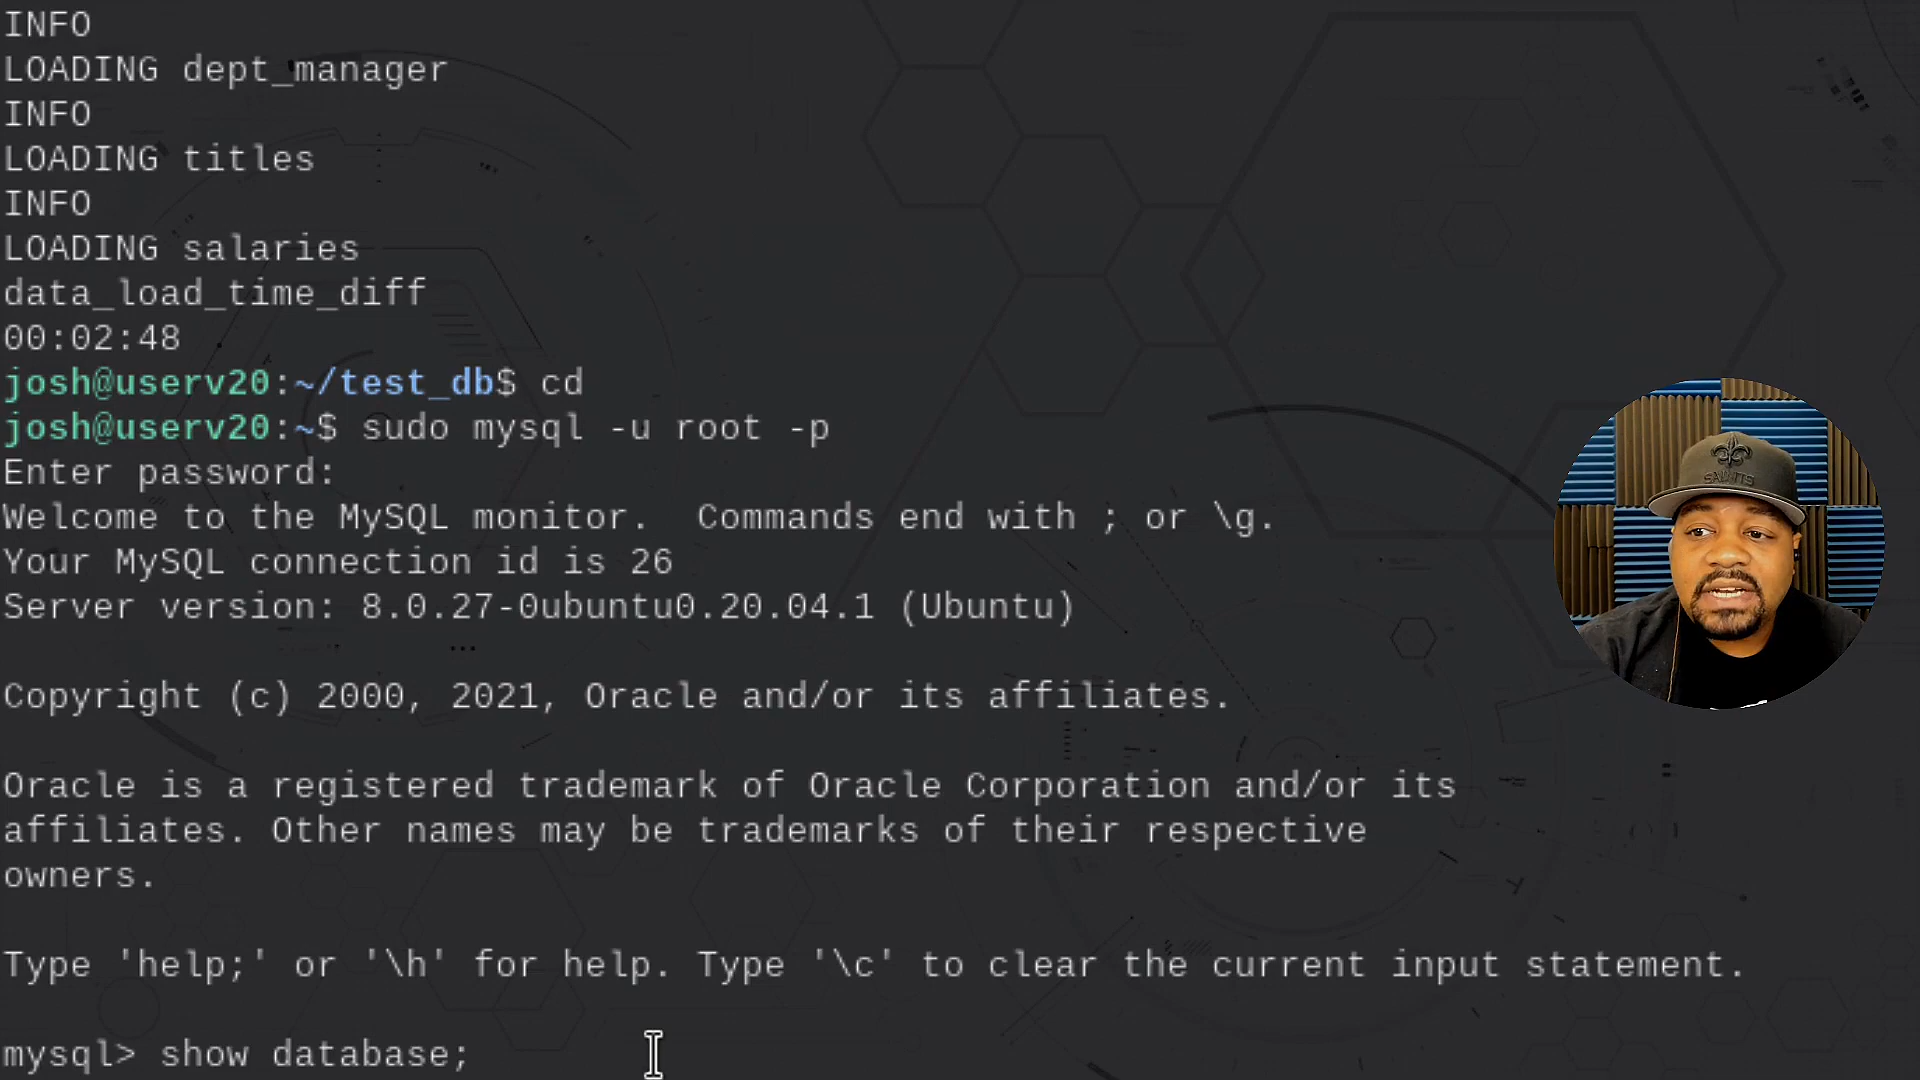 INFO
LOADING dept_manager
INFO
LOADING titles
INFO
LOADING salaries
data_load_time_diff
00:02:48
josh@userv20:~/test_db$ cd
josh@userv20:~$ sudo mysql -u root -p
Enter password:
Welcome to the MySQL monitor.  Commands end with ; or \g.
Your MySQL connection id is 26
Server version: 8.0.27-0ubuntu0.20.04.1 (Ubuntu)
Copyright (c) 2000, 2021, Oracle and/or its affiliates.
Oracle is a registered trademark of Oracle Corporation and/or its
affiliates. Other names may be trademarks of their respective
owners.
Type 'help;' or '\h' for help. Type '\c' to clear the current input statement.
mysql> show database;
SAINTS